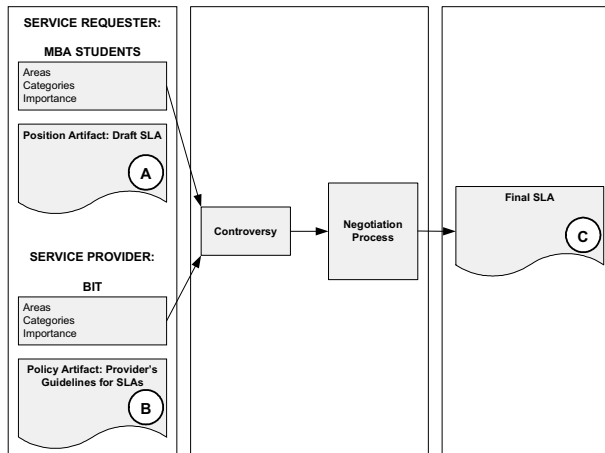 SERVICE REQUESTER:
MBA STUDENTS
Areas
Categories
Importance
Position Artifact: Draft SLA
A
SERVICE PROVIDER:
BIT
Areas
Categories
Importance
Policy Artifact: Provider's
Guidelines for SLAs
B
Controversy
Negotiation
Process
Final SLA
C